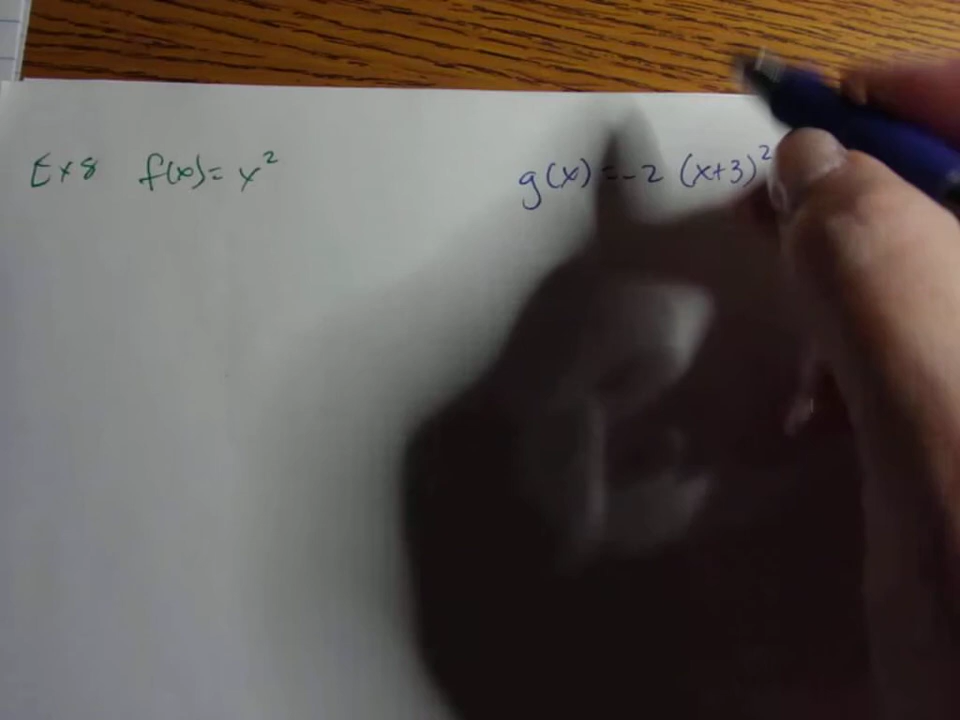 Ex 8 f(x) = x² g(x) = -2 (x+3)²